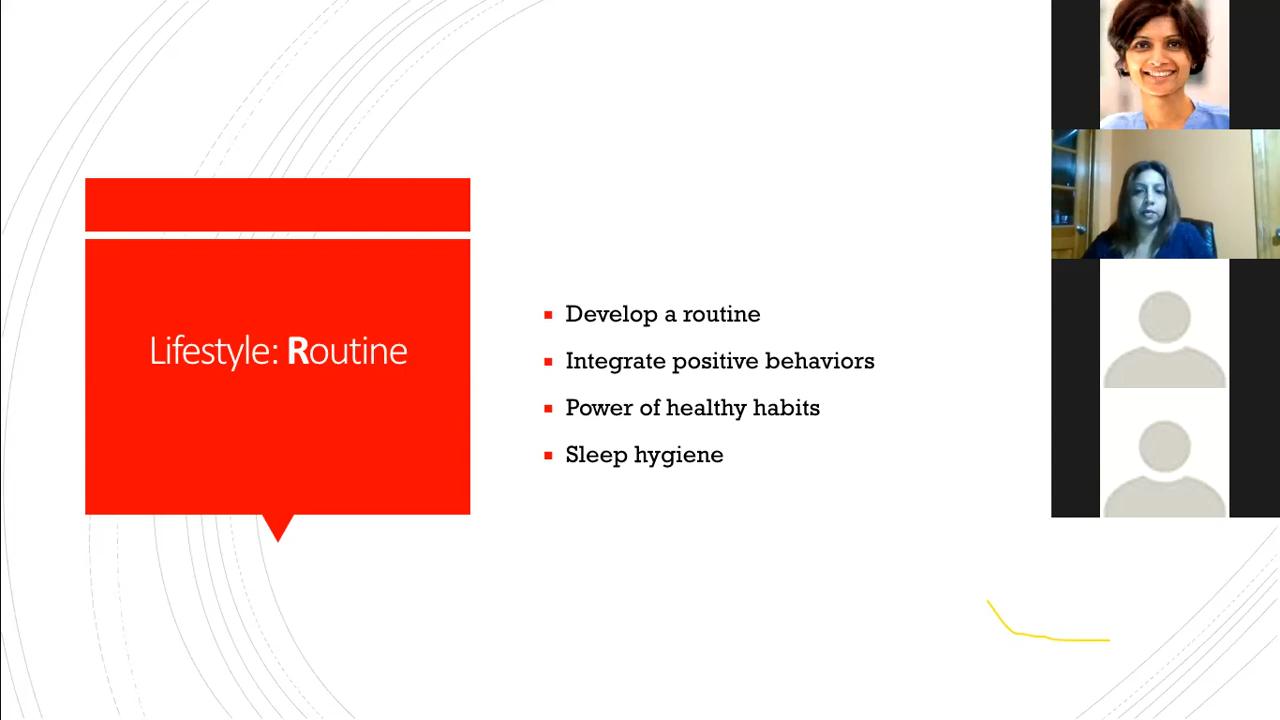 Lifestyle: Routine
Develop a routine
Integrate positive behaviors
Power of healthy habits
Sleep hygiene